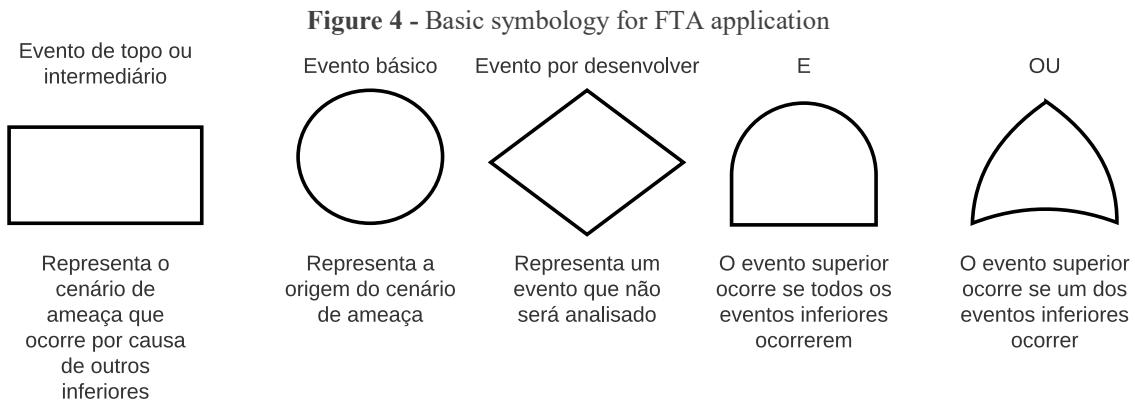 Figure 4 - Basic symbology for FTA application
Evento de topo ou
intermediário
Evento básico
Evento por desenvolver
E
OU
Representa o
cenário de
ameaça que
ocorre por causa
de outros
inferiores
Representa a
origem do cenário
de ameaça
Representa um
evento que não
será analisado
O evento superior
ocorre se todos os
eventos inferiores
ocorrerem
O evento superior
ocorre se um dos
eventos inferiores
ocorrer